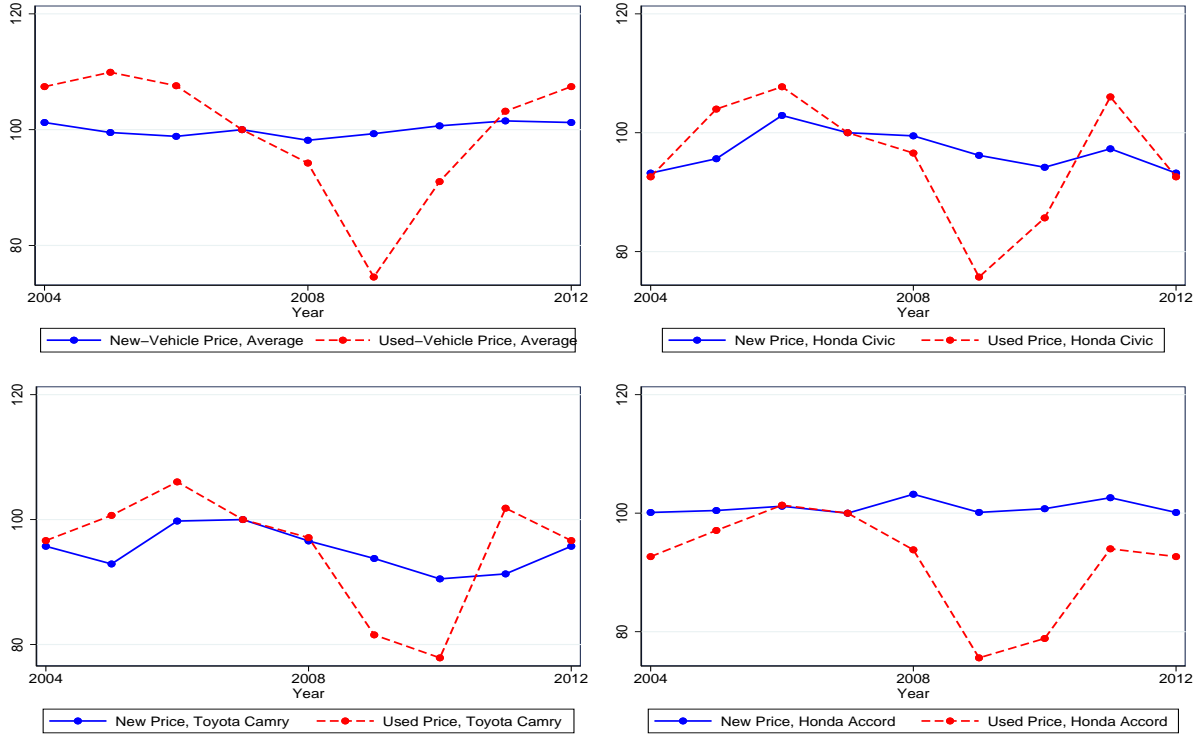 120
100
80
2004 2008 2012
Year
New−Vehicle Price, Average Used−Vehicle Price, Average
120
100
80
2004 2008 2012
Year
New Price, Honda Civic Used Price, Honda Civic
120
100
80
2004 2008 2012
Year
New Price, Toyota Camry Used Price, Toyota Camry
120
100
80
2004 2008 2012
Year
New Price, Honda Accord Used Price, Honda Accord